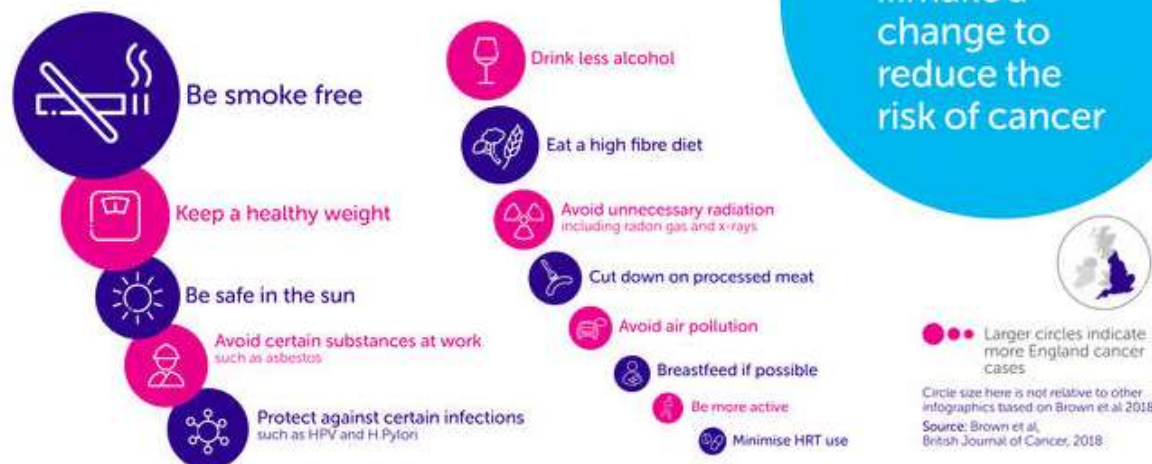 Be smoke free
Keep a healthy weight
Be safe in the sun
Avoid certain substances at work
such as asbestos
Protect against certain infections
such as HPV and H.Pylori
Drink less alcohol
Eat a high fibre diet
Avoid unnecessary radiation
including radon gas and x-rays
Cut down on processed meat
Avoid air pollution
Breastfeed if possible
Be more active
Minimise HRT use
change to
reduce the
risk of cancer
Larger circles indicate
more England cancer
cases
Circle size here is not relative to other
infographics based on Brown et al 2018
Source: Brown et al,
British Journal of Cancer, 2018